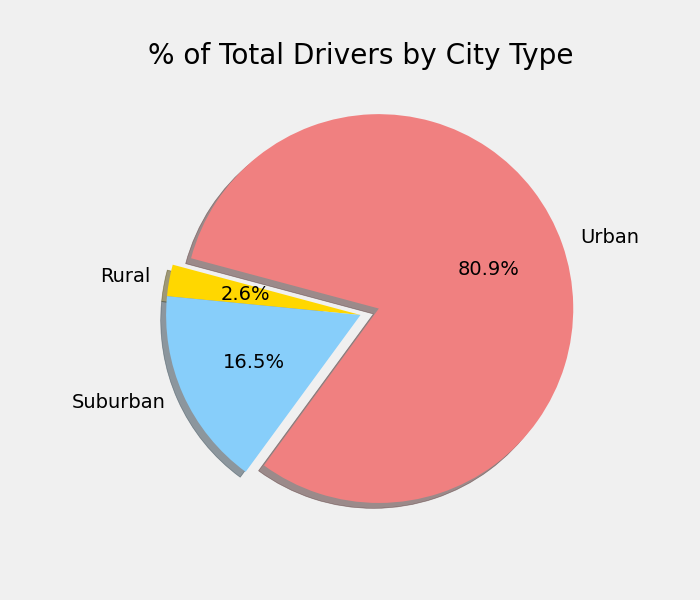 % of Total Drivers by City Type
Urban
80.9%
Rural
2.6%
16.5%
Suburban